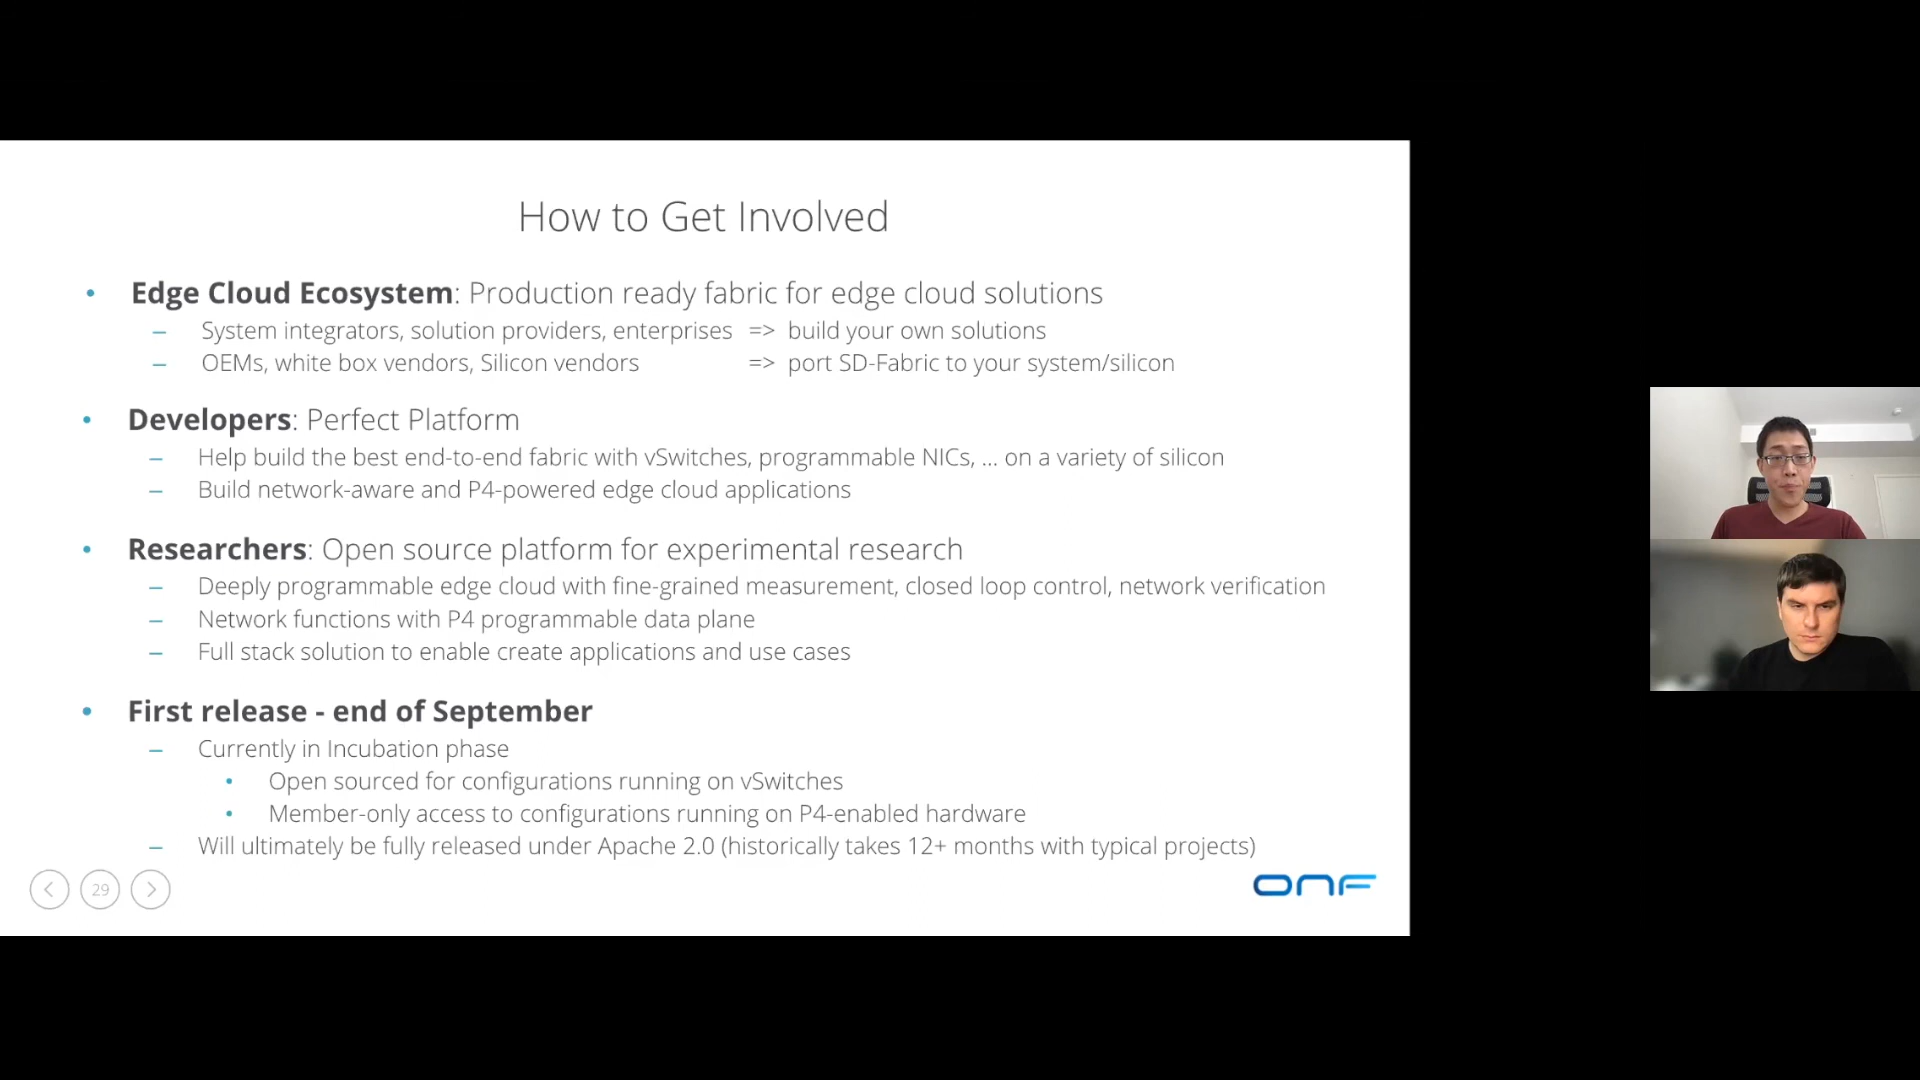 How to Get Involved
• Edge Cloud Ecosystem: Production ready fabric for edge cloud solutions
– System integrators, solution providers, enterprises => build your own solutions
– OEMs, white box vendors, Silicon vendors => port SD-Fabric to your system/silicon
• Developers: Perfect Platform
– Help build the best end-to-end fabric with vSwitches, programmable NICs, ... on a variety of silicon
– Build network-aware and P4-powered edge cloud applications
• Researchers: Open source platform for experimental research
– Deeply programmable edge cloud with fine-grained measurement, closed loop control, network verification
– Network functions with P4 programmable data plane
– Full stack solution to enable create applications and use cases
• First release - end of September
– Currently in Incubation phase
• Open sourced for configurations running on vSwitches
• Member-only access to configurations running on P4-enabled hardware
– Will ultimately be fully released under Apache 2.0 (historically takes 12+ months with typical projects)
29
ONF